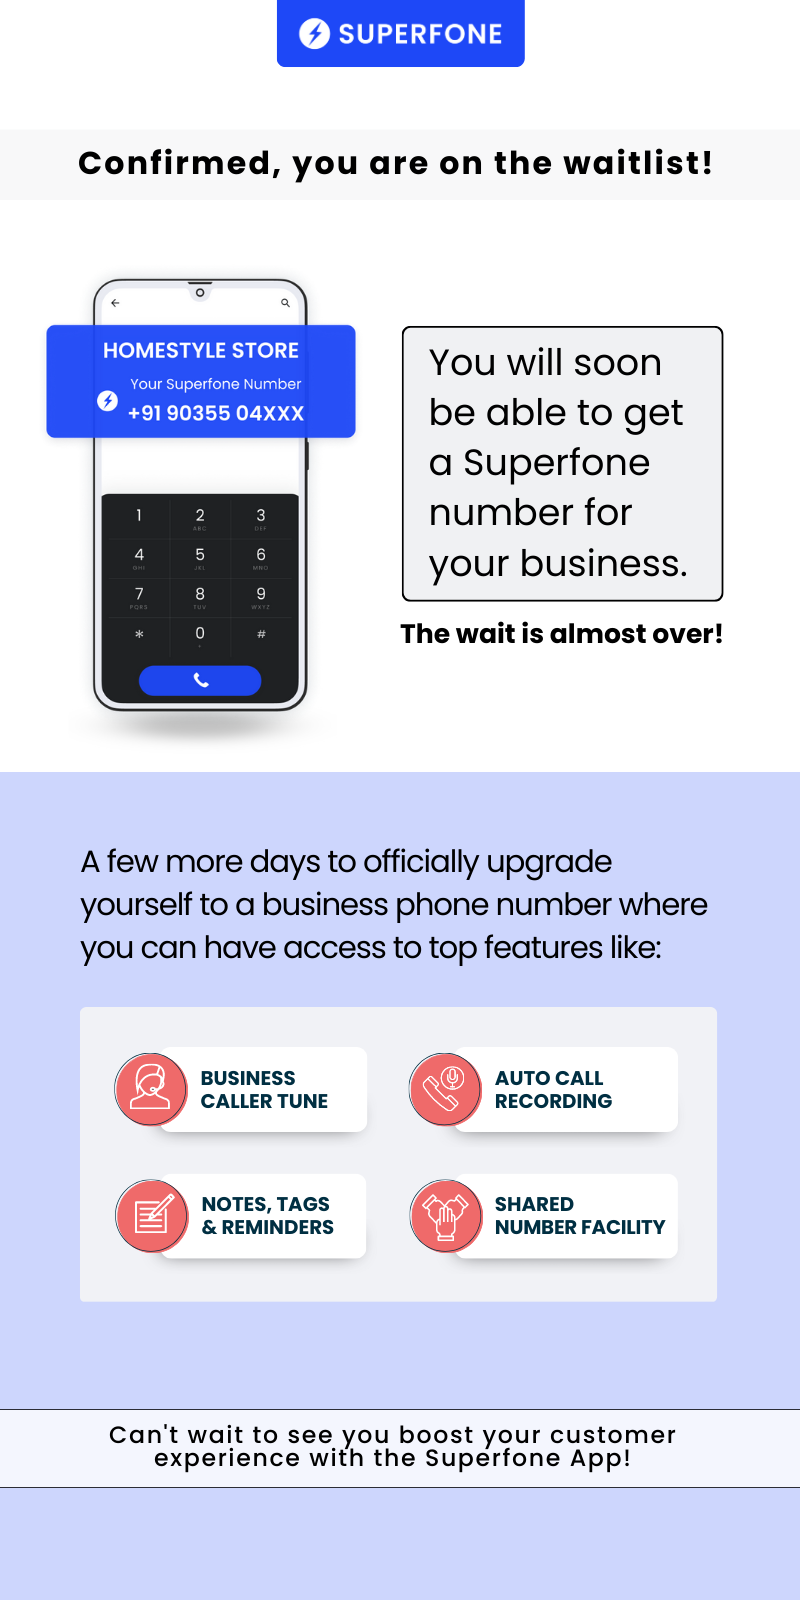 SUPERFONE
Confirmed, you are on the waitlist!
HOMESTYLE STORE
Your Superfone Number
+91 90355 04XXX
1 2 3
ABC DEF
4 5 6
GHI JKL MNO
7 8 9
PQRS TUV WXYZ
* 0 #
+
You will soon
be able to get
a Superfone
number for
your business.
The wait is almost over!
A few more days to officially upgrade
yourself to a business phone number where
you can have access to top features like:
BUSINESS
CALLER TUNE
AUTO CALL
RECORDING
NOTES, TAGS
& REMINDERS
SHARED
NUMBER FACILITY
Can't wait to see you boost your customer
experience with the Superfone App!